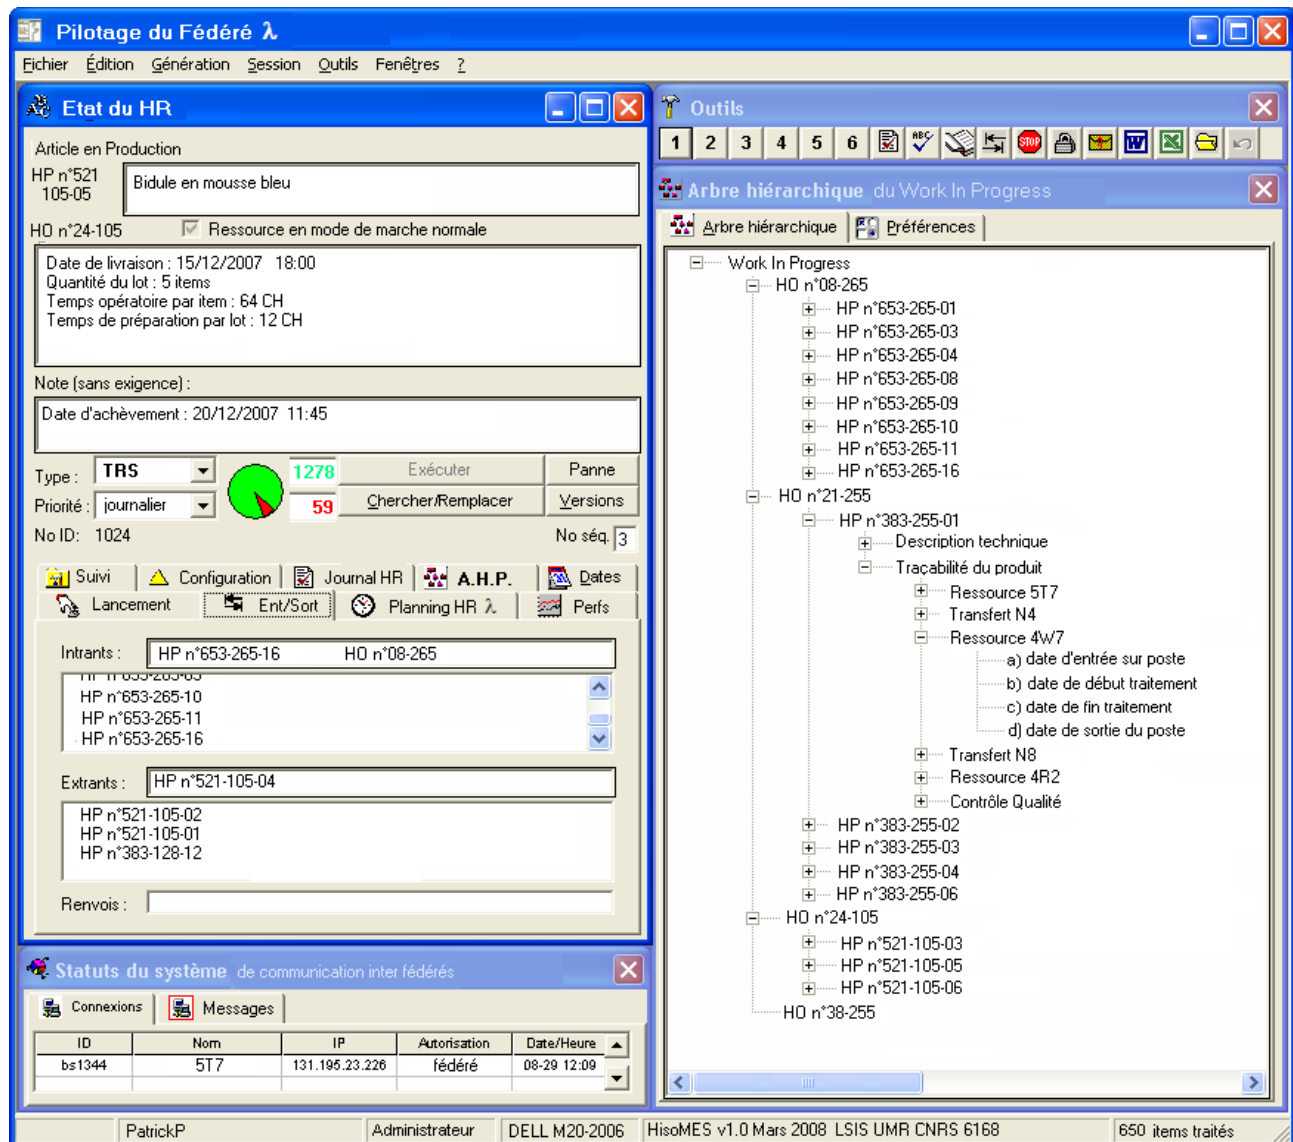 Pilotage du Fédéré λ
Fichier Édition Génération Session Outils Fenêtres ?
Etat du HR
Article en Production
HP n°521
105-05
Bidule en mousse bleu
HO n°24-105
Ressource en mode de marche normale
Date de livraison : 15/12/2007 18:00
Quantité du lot : 5 items
Temps opératoire par item : 64 CH
Temps de préparation par lot : 12 CH
Note (sans exigence) :
Date d'achèvement : 20/12/2007 11:45
Type : TRS 1278 Exécuter Panne
Priorité : journalier 59 Chercher/Remplacer Versions
No ID: 1024 No séq. 3
Suivi Configuration Journal HR A.H.P. Dates
Lancement Ent/Sort Planning HR λ Perfs
Intrants : HP n°653-265-16 HO n°08-265
HP n°653-265-10
HP n°653-265-11
HP n°653-265-16
Extrants : HP n°521-105-04
HP n°521-105-02
HP n°521-105-01
HP n°383-128-12
Renvois :
Statuts du système de communication inter fédérés
Connexions Messages
ID Nom IP Autorisation Date/Heure
bs1344 5T7 131.195.23.226 fédéré 08-29 12:09
Outils
1 2 3 4 5 6 ABC STOP W
Arbre hiérarchique du Work In Progress
Arbre hiérarchique Préférences
Work In Progress
HO n°08-265
HP n°653-265-01
HP n°653-265-03
HP n°653-265-04
HP n°653-265-08
HP n°653-265-09
HP n°653-265-10
HP n°653-265-11
HP n°653-265-16
HO n°21-255
HP n°383-255-01
Description technique
Traçabilité du produit
Ressource 5T7
Transfert N4
Ressource 4W7
a) date d'entrée sur poste
b) date de début traitement
c) date de fin traitement
d) date de sortie du poste
Transfert N8
Ressource 4R2
Contrôle Qualité
HP n°383-255-02
HP n°383-255-03
HP n°383-255-04
HP n°383-255-06
HO n°24-105
HP n°521-105-03
HP n°521-105-05
HP n°521-105-06
HO n°38-255
PatrickP Administrateur DELL M20-2006 HisoMES v1.0 Mars 2008 LSIS UMR CNRS 6168 650 items traités